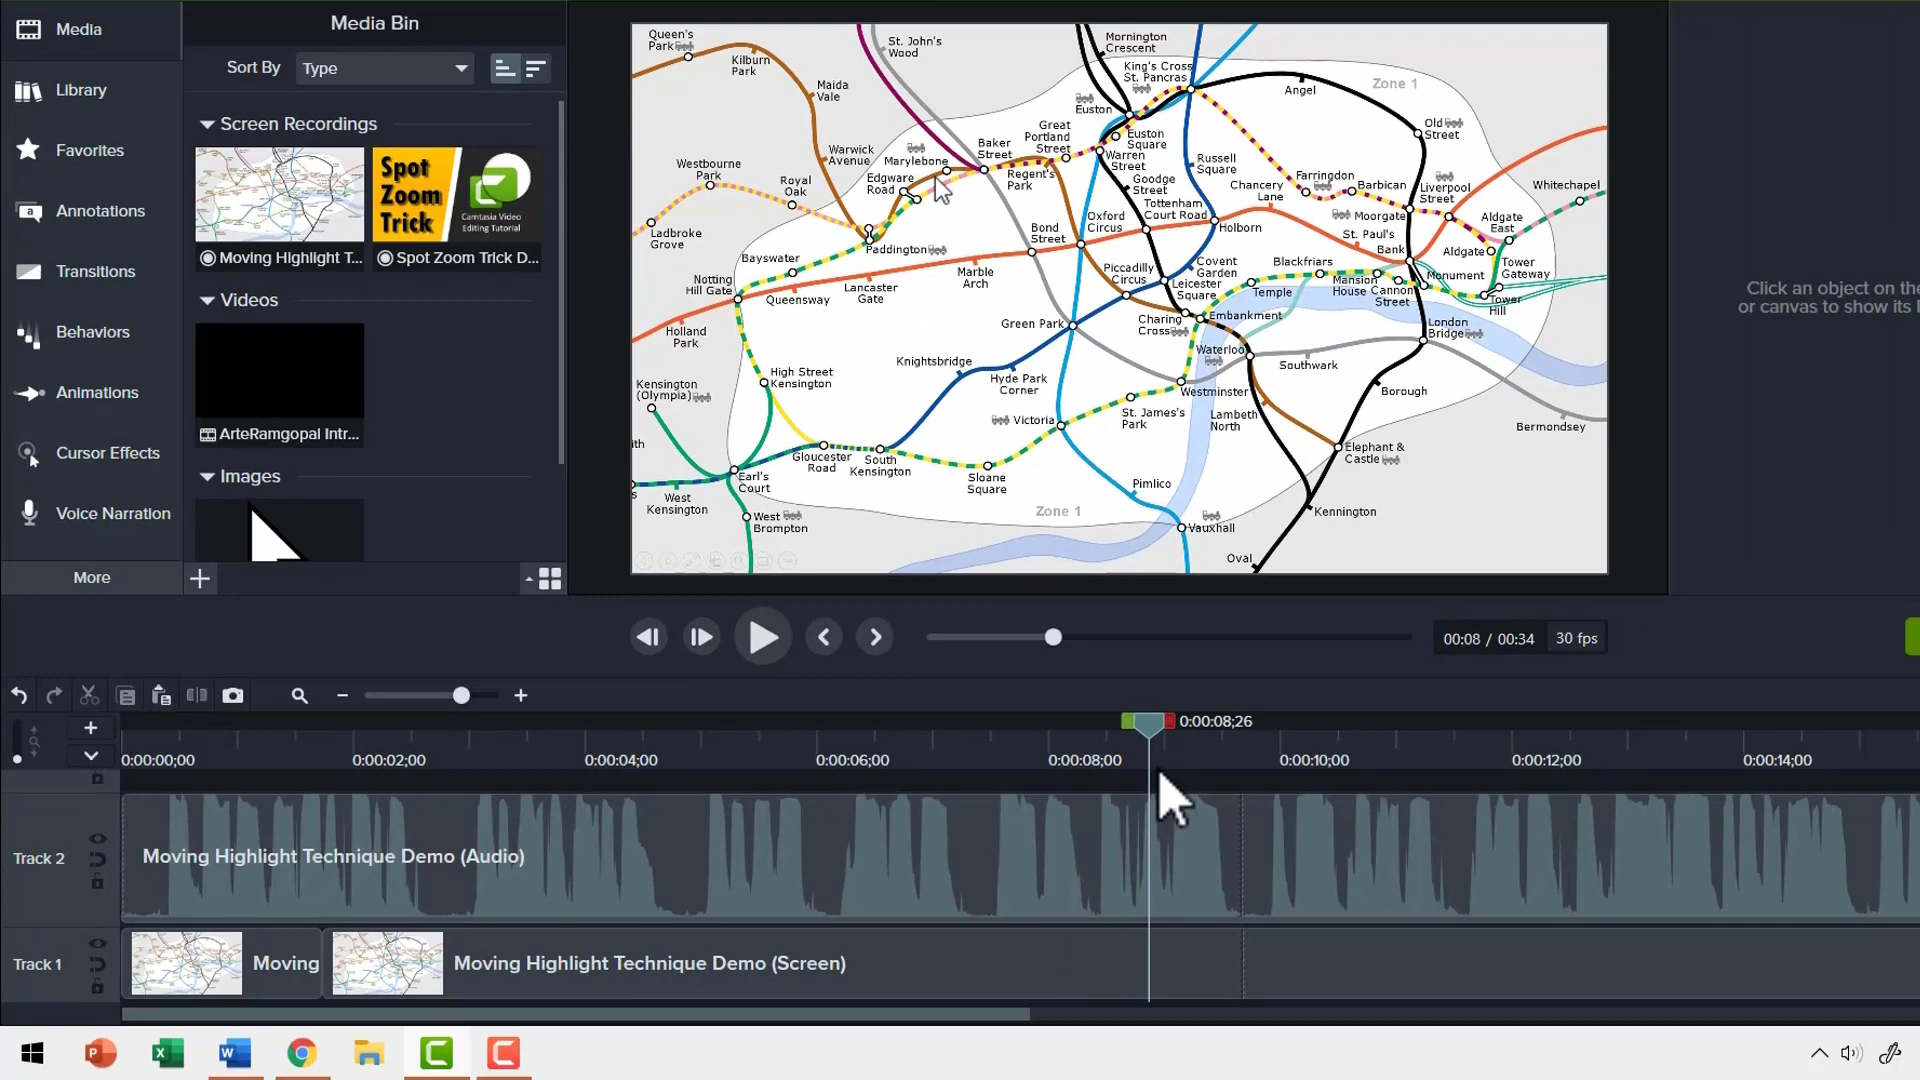 Media
Library
Favorites
Annotations
Transitions
Behaviors
Animations
Cursor Effects
Voice Narration
More
Media Bin
Sort By
Type
Screen Recordings
Spot
Zoom
Trick
Camtasia Video
Editing Tutorial
Moving Highlight T...
Spot Zoom Trick D...
Videos
ArteRamgopal Intr...
Images
Queen's
Park
Kilburn
Park
St. John's
Wood
Maida
Vale
Mornington
Crescent
King's Cross
St. Pancras
Angel
Zone 1
Euston
Old
Street
Great
Portland
Street
Euston
Square
Baker
Street
Warren
Street
Warwick
Avenue
Marylebone
Westbourne
Park
Royal
Oak
Edgware
Road
Regent's
Park
Russell
Square
Goodge
Street
Chancery
Lane
Farringdon
Barbican
Liverpool
Street
Whitechapel
Ladbroke
Grove
Tottenham
Court Road
Oxford
Circus
Bond
Street
Holborn
Moorgate
St. Paul's
Bank
Aldgate
East
Aldgate
Paddington
Bayswater
Notting
Hill Gate
Queensway
Lancaster
Gate
Marble
Arch
Piccadilly
Circus
Covent
Garden
Leicester
Square
Blackfriars
Temple
Mansion
House
Cannon
Street
Monument
Tower
Gateway
Tower
Hill
Holland
Park
Green Park
Charing
Cross
Embankment
London
Bridge
Waterloo
Southwark
Knightsbridge
Hyde Park
Corner
High Street
Kensington
Kensington
(Olympia)
Westminster
Borough
Bermondsey
Victoria
St. James's
Park
Lambeth
North
Elephant &
Castle
ith
Gloucester
Road
South
Kensington
Sloane
Square
s
West
Kensington
Earl's
Court
Pimlico
West
Brompton
Zone 1
Vauxhall
Kennington
Oval
Click an object on the
or canvas to show its
00:08 / 00:34
30 fps
0:00:08;26
0:00:00;00
0:00:02;00
0:00:04;00
0:00:06;00
0:00:08;00
0:00:10;00
0:00:12;00
0:00:14;00
Track 2
Moving Highlight Technique Demo (Audio)
Track 1
Moving
Moving Highlight Technique Demo (Screen)